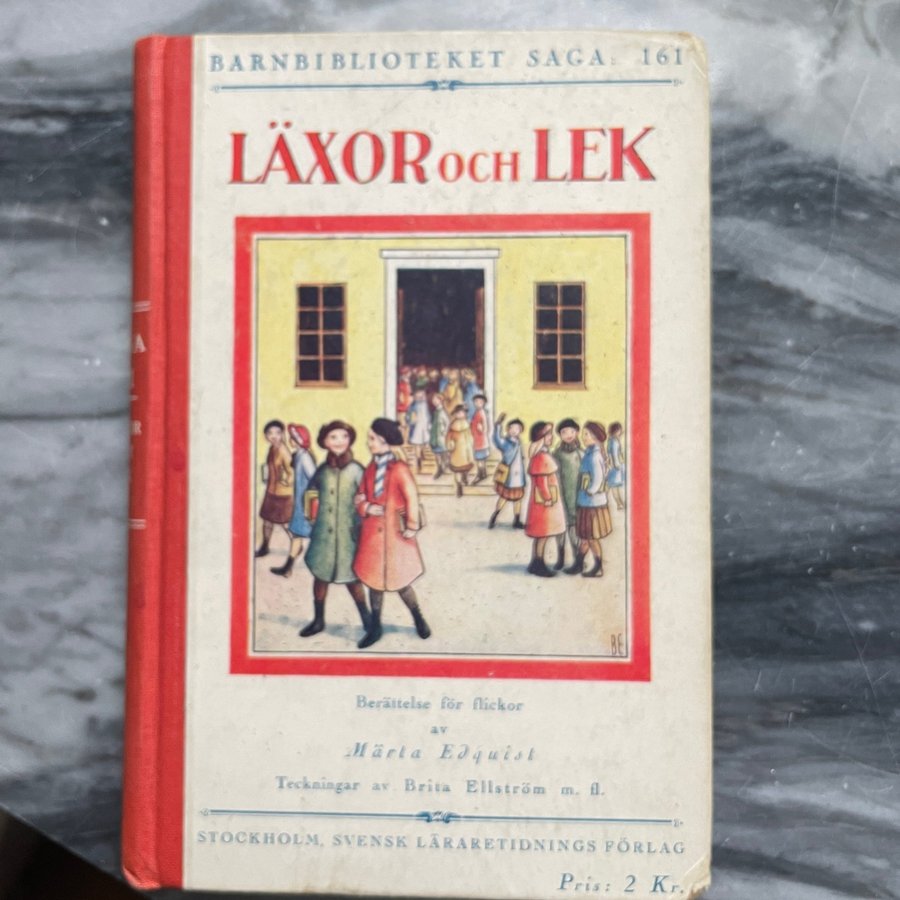 BARNBIBLIOTEKET SAGA: 161
LÄXOR OCH LEK
BE
Berättelse för flickor
av
Märta Edquist
Teckningar av Brita Ellström m. fl.
STOCKHOLM, SVENSK LÄRARETIDNINGS FÖRLAG
Pris: 2 Kr.